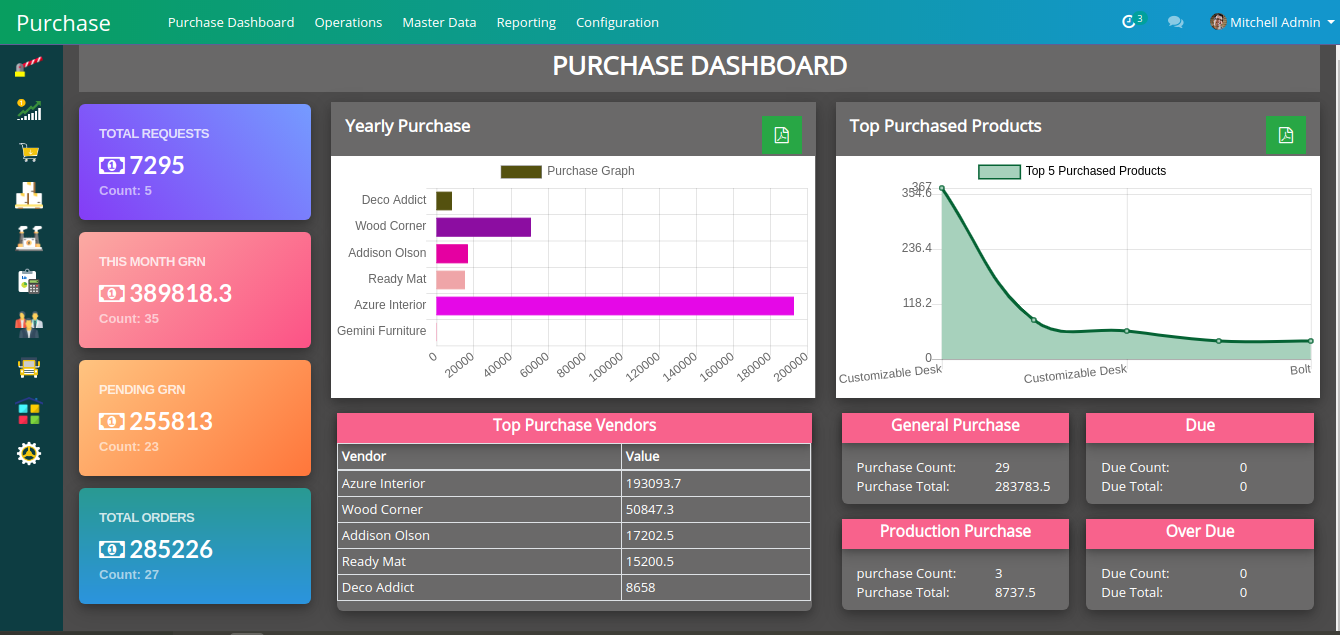 Purchase
Purchase Dashboard Operations Master Data Reporting Configuration
3
Mitchell Admin
PURCHASE DASHBOARD
TOTAL REQUESTS
7295
Count: 5
THIS MONTH GRN
389818.3
Count: 35
PENDING GRN
255813
Count: 23
TOTAL ORDERS
285226
Count: 27
Yearly Purchase
Purchase Graph
Deco Addict
Wood Corner
Addison Olson
Ready Mat
Azure Interior
Gemini Furniture
0 20000 40000 60000 80000 100000 120000 140000 160000 180000 200000
Top Purchased Products
Top 5 Purchased Products
367
354.6
236.4
118.2
0
Customizable Desk Customizable Desk Bolt
Top Purchase Vendors
Vendor Value
Azure Interior 193093.7
Wood Corner 50847.3
Addison Olson 17202.5
Ready Mat 15200.5
Deco Addict 8658
General Purchase
Purchase Count: 29
Purchase Total: 283783.5
Due
Due Count: 0
Due Total: 0
Production Purchase
purchase Count: 3
Purchase Total: 8737.5
Over Due
Due Count: 0
Due Total: 0